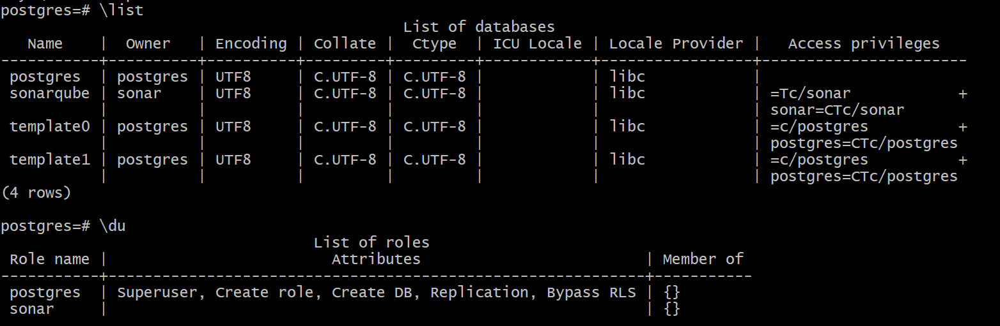 postgres=# \list
                                             List of databases
   Name    |  Owner   | Encoding | Collate |  Ctype  | ICU Locale | Locale Provider |   Access privileges
-----------+----------+----------+---------+---------+------------+-----------------+-----------------------
 postgres  | postgres | UTF8     | C.UTF-8 | C.UTF-8 |            | libc            |
 sonarqube | sonar    | UTF8     | C.UTF-8 | C.UTF-8 |            | libc            | =Tc/sonar            +
           |          |          |         |         |            |                 | sonar=CTc/sonar
 template0 | postgres | UTF8     | C.UTF-8 | C.UTF-8 |            | libc            | =c/postgres          +
           |          |          |         |         |            |                 | postgres=CTc/postgres
 template1 | postgres | UTF8     | C.UTF-8 | C.UTF-8 |            | libc            | =c/postgres          +
           |          |          |         |         |            |                 | postgres=CTc/postgres
(4 rows)

postgres=# \du
                                   List of roles
 Role name |                         Attributes                         | Member of
-----------+------------------------------------------------------------+-----------
 postgres  | Superuser, Create role, Create DB, Replication, Bypass RLS | {}
 sonar     |                                                            | {}